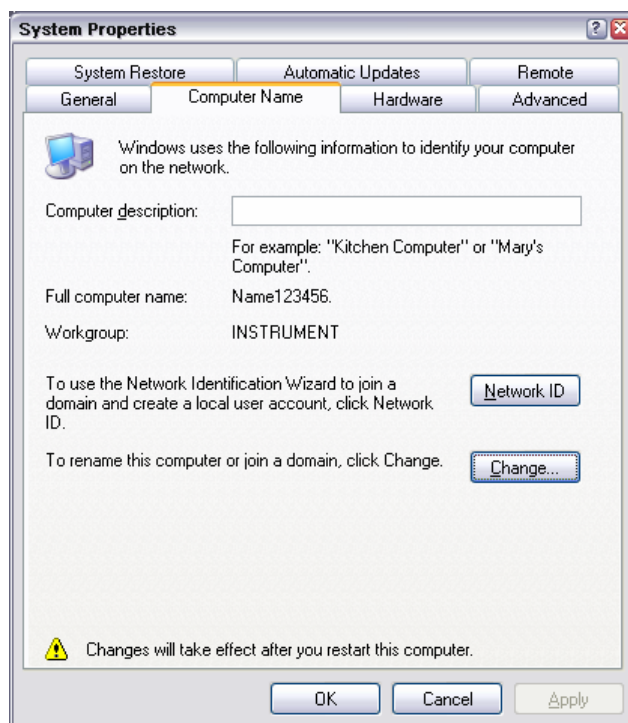 System Properties
System Restore
Automatic Updates
Remote
General
Computer Name
Hardware
Advanced
Windows uses the following information to identify your computer
on the network.
Computer description:
For example: "Kitchen Computer" or "Mary's
Computer".
Full computer name:
Name123456.
Workgroup:
INSTRUMENT
To use the Network Identification Wizard to join a
domain and create a local user account, click Network
ID.
Network ID
To rename this computer or join a domain, click Change.
Change...
Changes will take effect after you restart this computer.
OK
Cancel
Apply